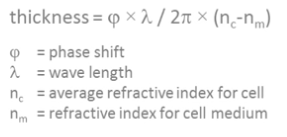 thickness = φ × λ / 2π × (nc-nm)
φ = phase shift
λ = wave length
nc = average refractive index for cell
nm = refractive index for cell medium